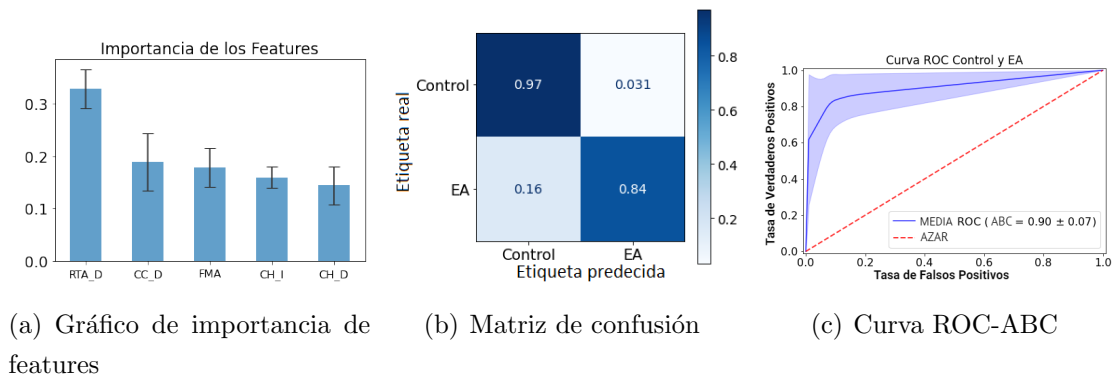 Importancia de los Features
0.3
0.2
0.1
0.0
RTA_D CC_D FMA CH_I CH_D
(a) Gráfico de importancia de
features
Etiqueta real
Control
EA
0.97 0.031
0.16 0.84
Control EA
Etiqueta predecida
0.8
0.6
0.4
0.2
(b) Matriz de confusión
Curva ROC Control y EA
Tasa de Verdaderos Positivos
1.0
0.8
0.6
0.4
0.2
0.0
MEDIA ROC ( ABC = 0.90 ± 0.07)
AZAR
0.0 0.2 0.4 0.6 0.8 1.0
Tasa de Falsos Positivos
(c) Curva ROC-ABC